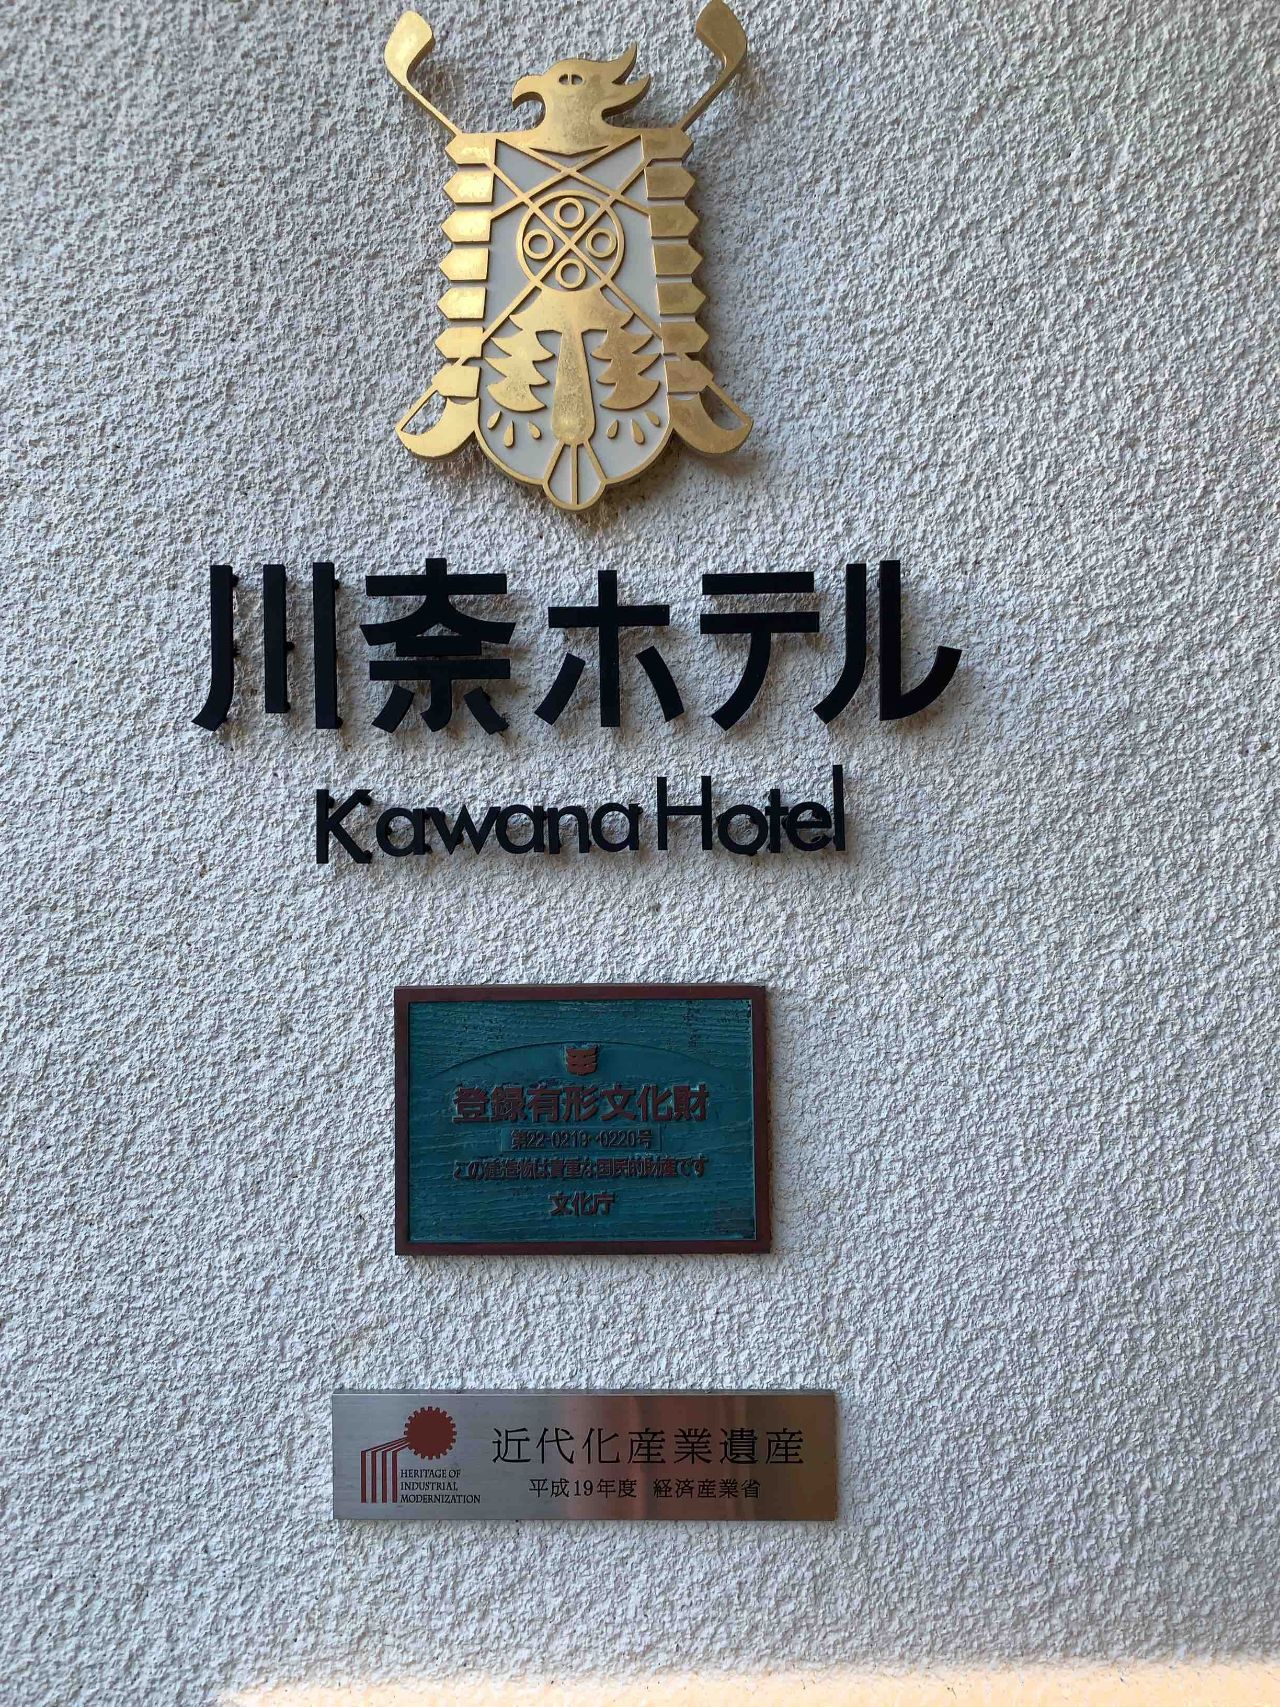 川奈ホテル
Kawana Hotel
登録有形文化財
第22-0219~0220号
この建造物は貴重な国民的財産です
文化庁
近代化産業遺産
平成19年度 経済産業省
HERITAGE OF
INDUSTRIAL
MODERNIZATION